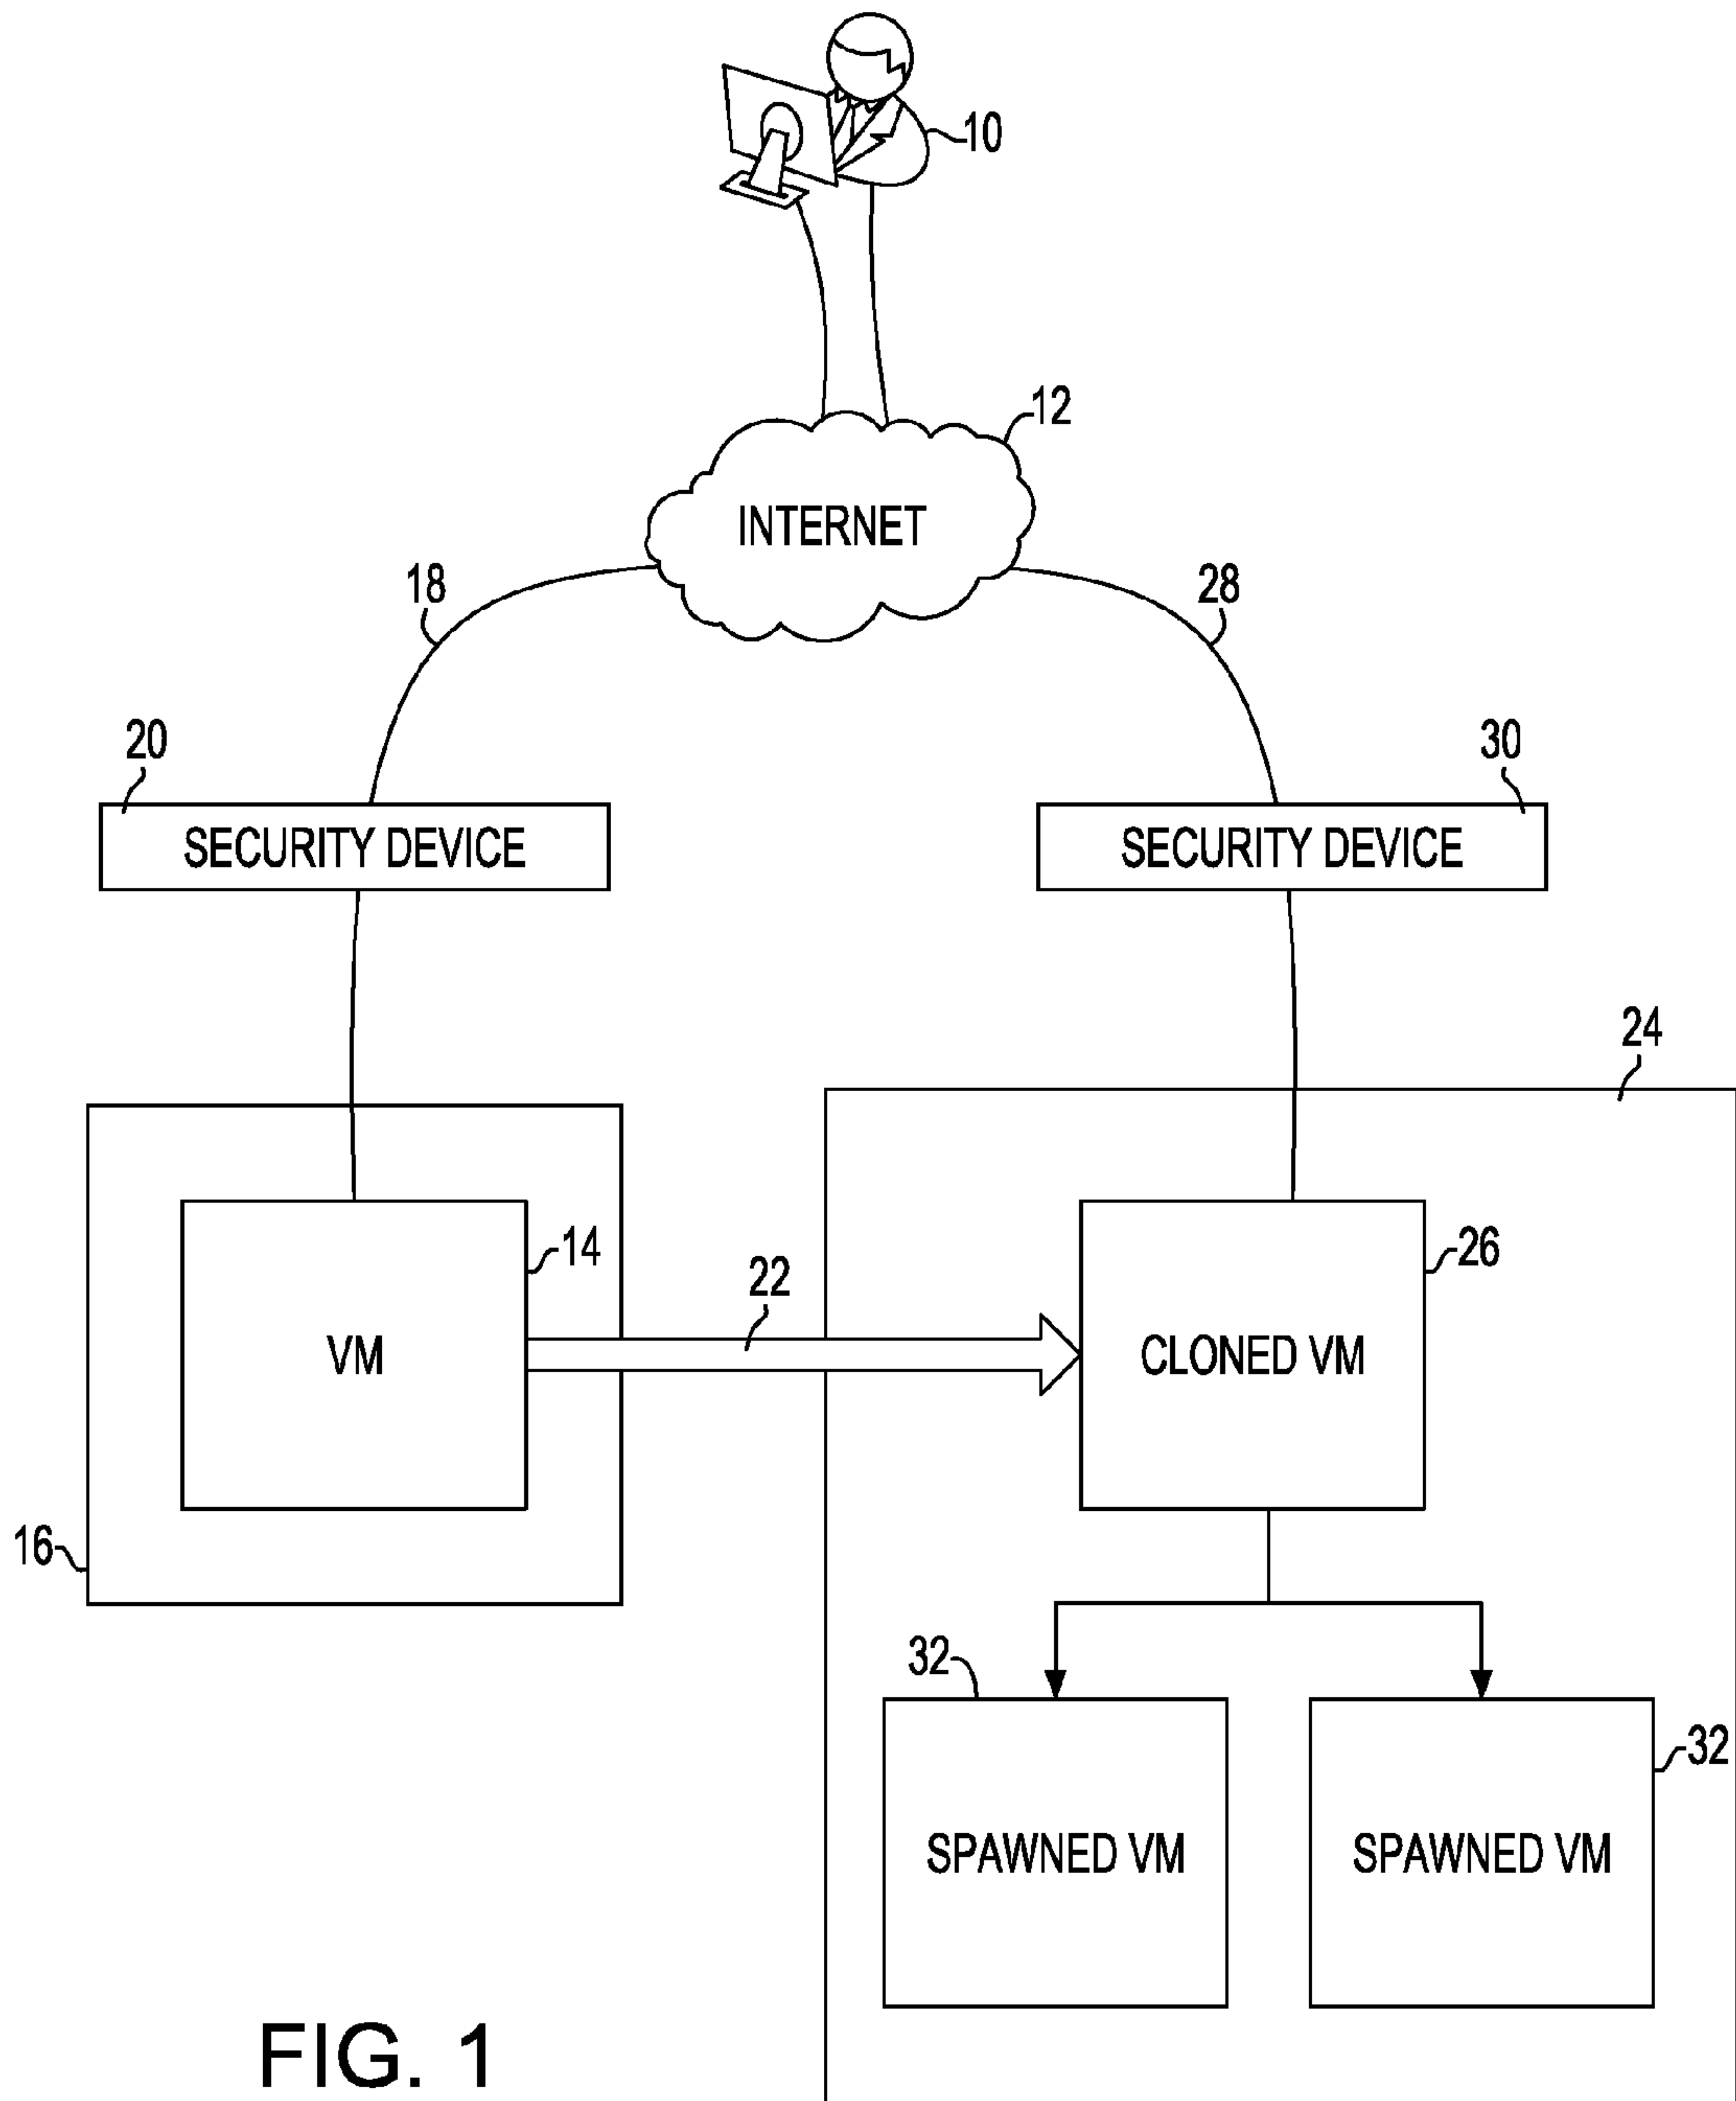 10
12
INTERNET
18
28
20
30
SECURITY DEVICE
SECURITY DEVICE
24
14
22
26
VM
CLONED VM
16
32
32
SPAWNED VM
SPAWNED VM
FIG. 1